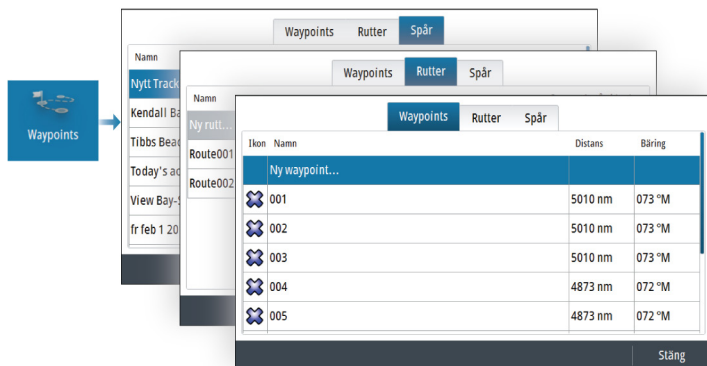 Waypoints
Waypoints Rutter Spår
Namn
Nytt Track
Kendall Ba
Tibbs Beac
Today's ac
View Bay-S
fr feb 1 20
Waypoints Rutter Spår
Namn
Ny rutt...
Route001
Route002
Waypoints Rutter Spår
Ikon Namn Distans Bäring
Ny waypoint...
001 5010 nm 073 °M
002 5010 nm 073 °M
003 5010 nm 073 °M
004 4873 nm 072 °M
005 4873 nm 072 °M
Stäng